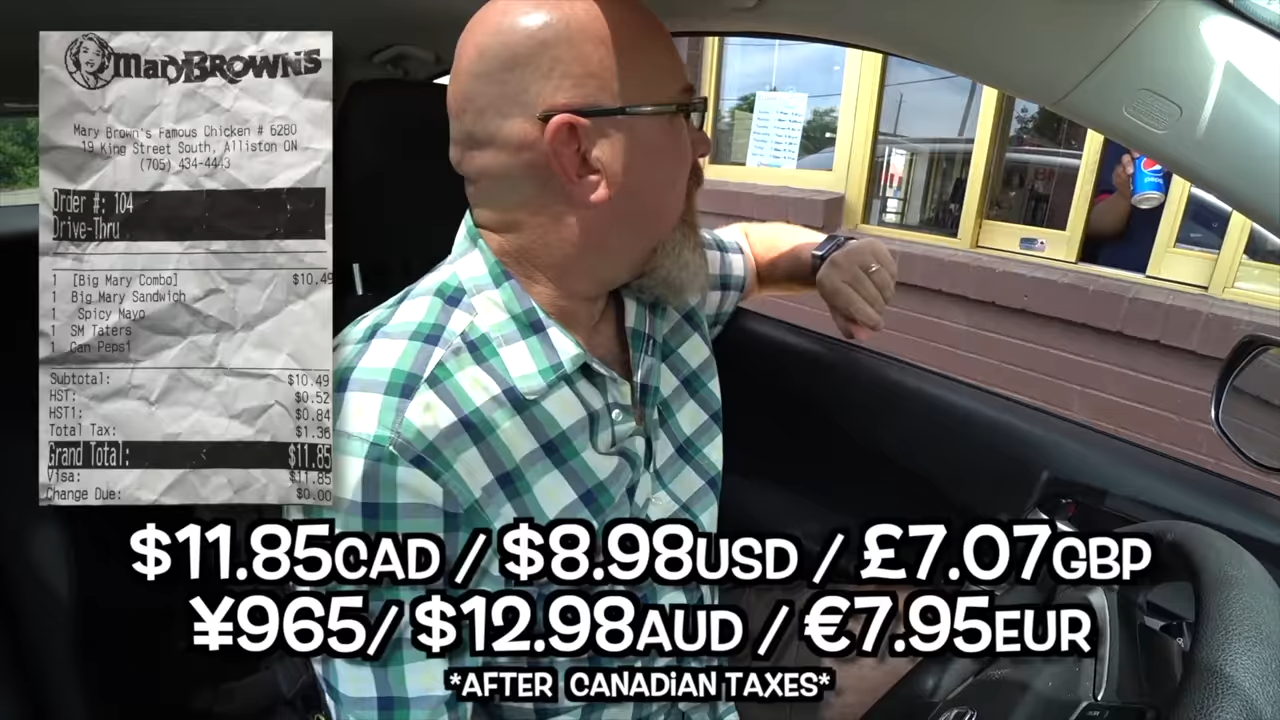 MARY BROWN'S
Mary Brown's Famous Chicken # 6280
19 King Street South, Alliston ON
(705) 434-4443
Order #: 104
Drive-Thru
1 [Big Mary Combo] $10.49
1 Big Mary Sandwich
1 Spicy Mayo
1 SM Taters
1 Can Pepsi
Subtotal: $10.49
HST: $0.52
HST1: $0.84
Total Tax: $1.36
Grand Total: $11.85
Visa: $11.85
Change Due: $0.00
pepsi
$11.85CAD / $8.98USD / £7.07GBP
¥965/ $12.98AUD / €7.95EUR
*AFTER CANADIAN TAXES*